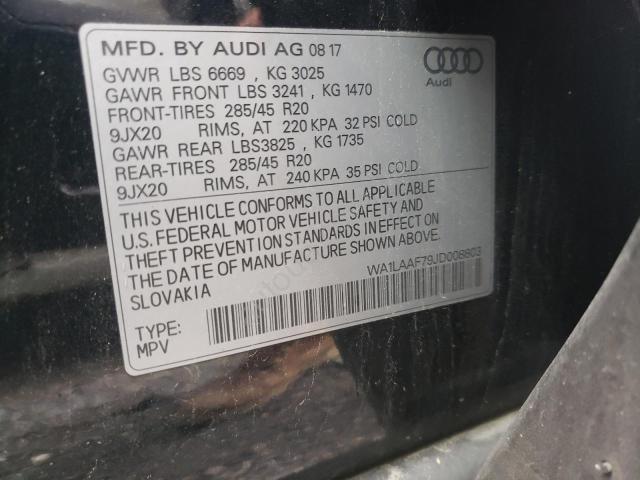 MFD. BY AUDI AG 08 17
GVWR LBS 6669 , KG 3025
GAWR FRONT LBS 3241 , KG 1470
FRONT-TIRES 285/45 R20
9JX20 RIMS, AT 220 KPA 32 PSI COLD
GAWR REAR LBS3825 , KG 1735
REAR-TIRES 285/45 R20
9JX20 RIMS, AT 240 KPA 35 PSI COLD
Audi
THIS VEHICLE CONFORMS TO ALL APPLICABLE
U.S. FEDERAL MOTOR VEHICLE SAFETY AND
THEFT PREVENTION STANDARDS IN EFFECT ON
THE DATE OF MANUFACTURE SHOWN ABOVE.
SLOVAKIA
WA1LAAF79JD008803
TYPE:
MPV